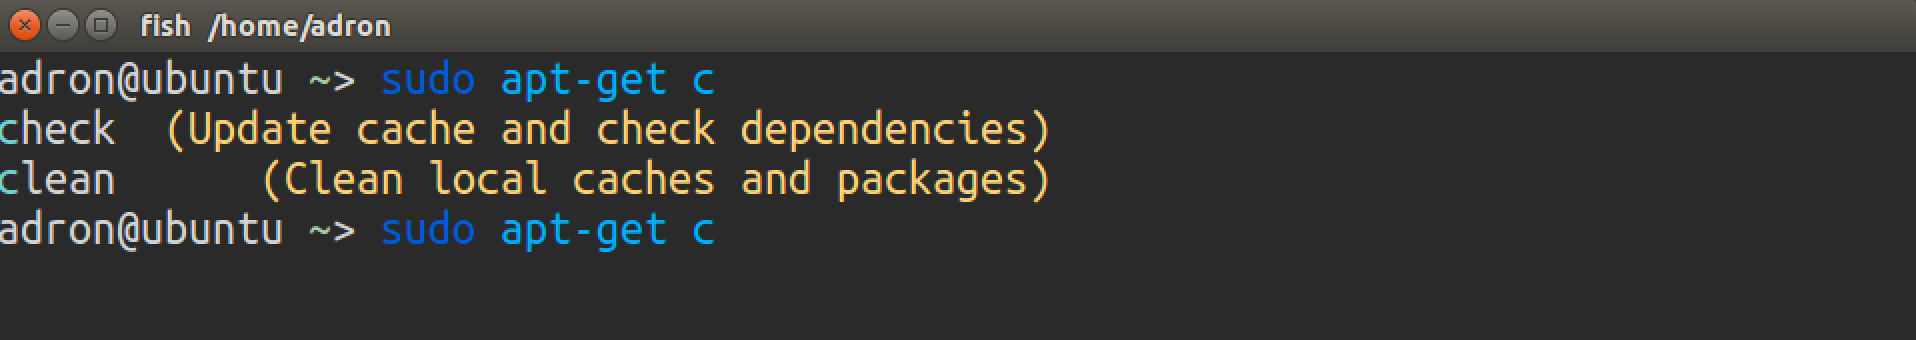 fish /home/adron
adron@ubuntu ~> sudo apt-get c
check (Update cache and check dependencies)
clean (Clean local caches and packages)
adron@ubuntu ~> sudo apt-get c